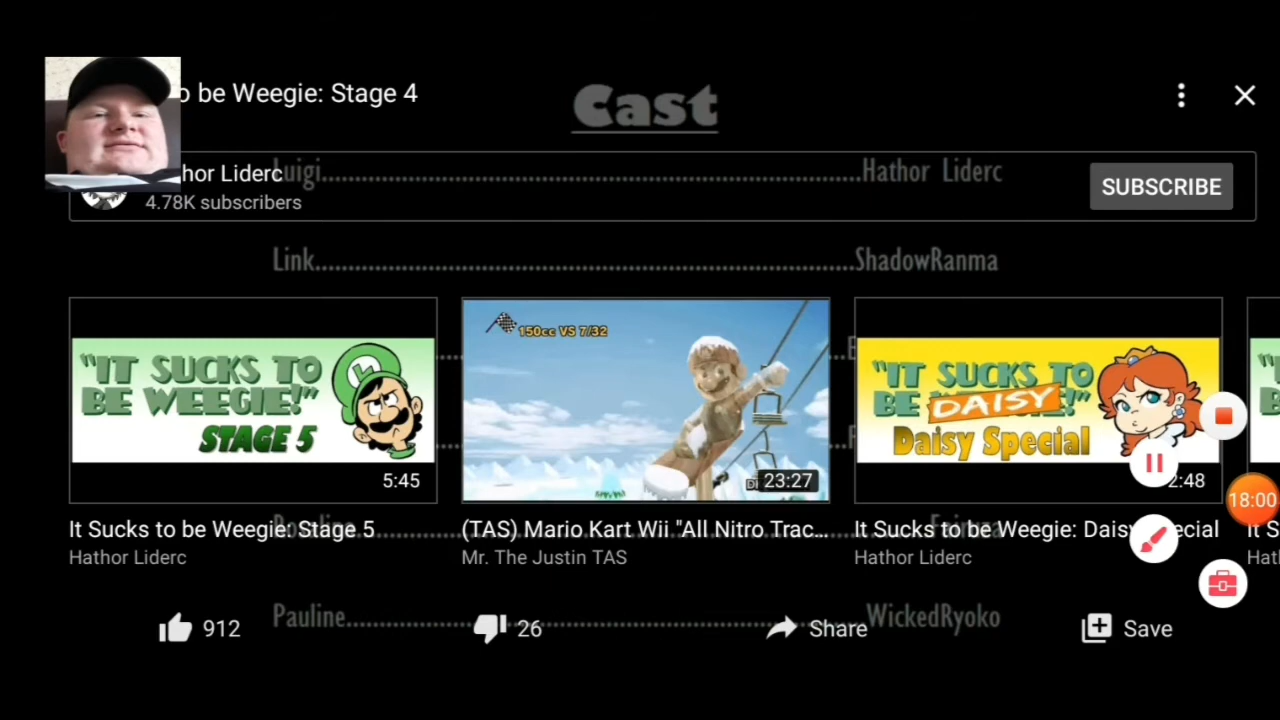 o be Weegie: Stage 4
Cast
hor Liderc
4.78K subscribers
Luigi Hathor Liderc
SUBSCRIBE
Link ShadowRanma
"IT SUCKS TO
BE WEEGIE!"
STAGE 5
5:45
150cc VS 7/32
23:27
"IT SUCKS TO
BE DAISY!"
Daisy Special
2:48
18:00
It Sucks to be Weegie: Stage 5
Hathor Liderc
(TAS) Mario Kart Wii "All Nitro Trac...
Mr. The Justin TAS
It Sucks to be Weegie: Daisy ecial
Hathor Liderc
It S
Hat
912
26
Share
Save
Pauline WickedRyoko